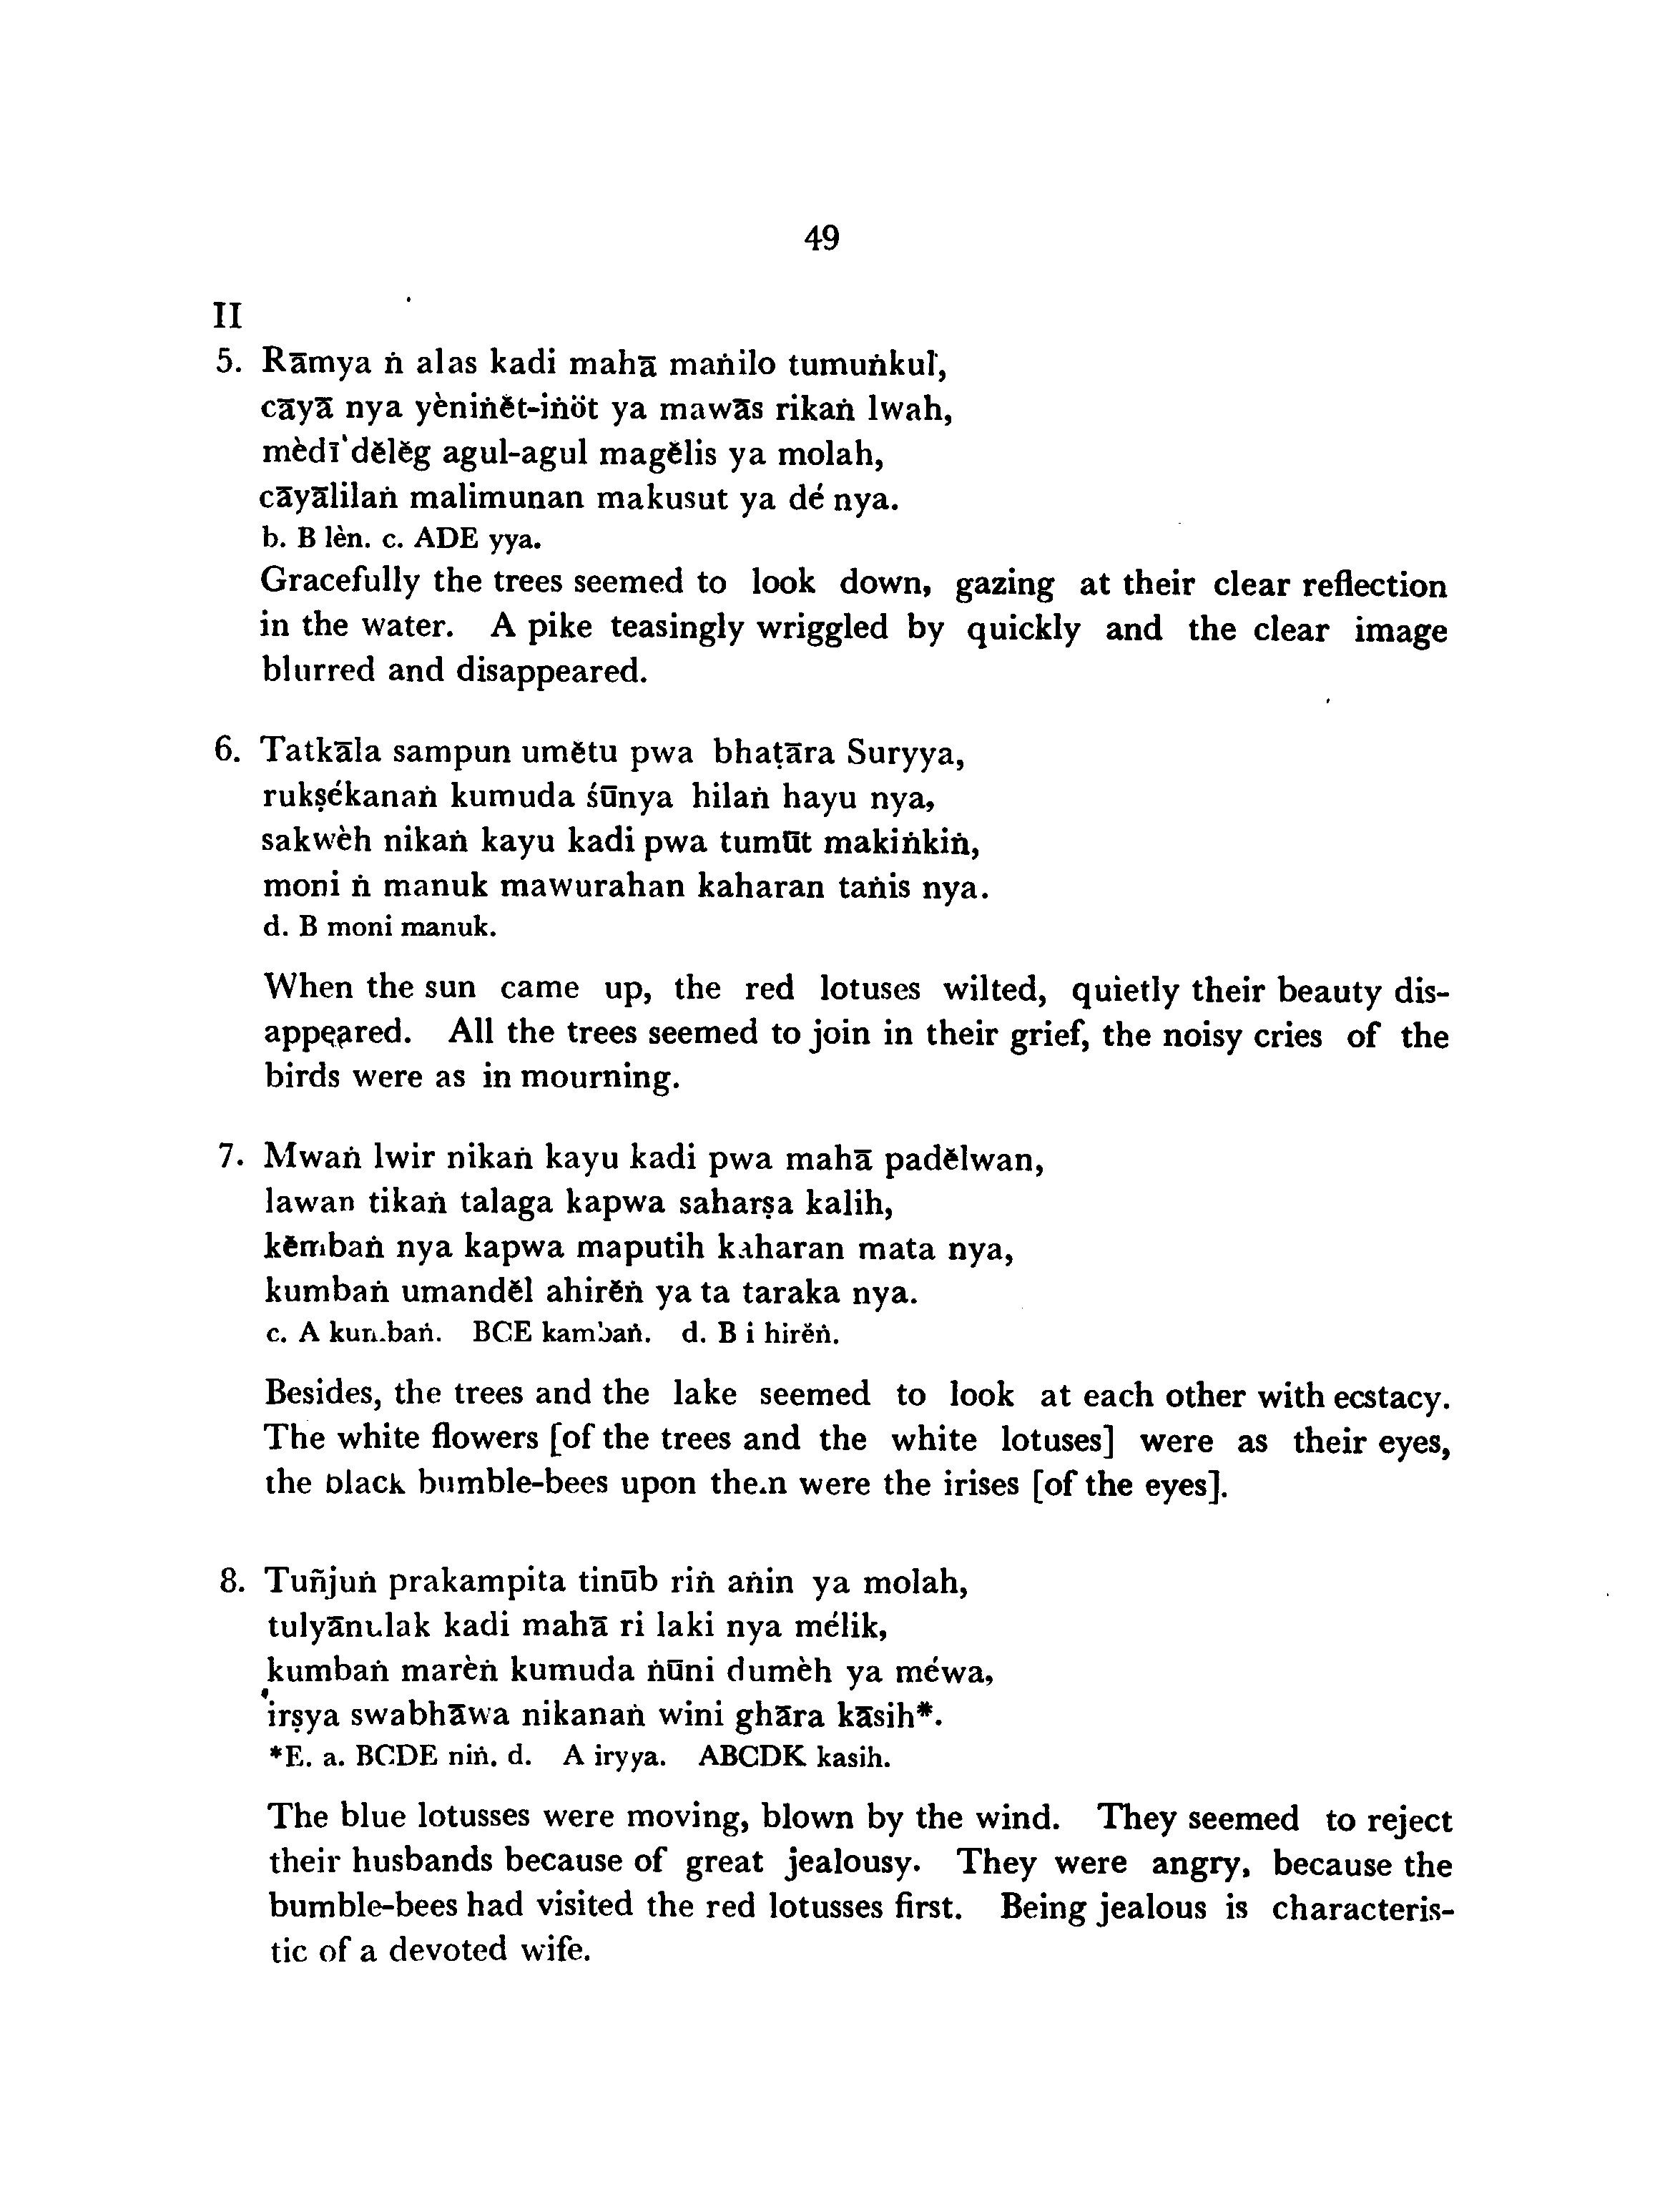 49
II
5. Rāmya ṅ alas kadi mahā maṅilo tumuṅkul,
cāyā nya yèniṅĕt-iṅöt ya mawās rikaṅ lwah,
mèdī dĕlĕg agul-agul magĕlis ya molah,
cāyālilaṅ malimunan makusut ya dé nya.
b. B lèn. c. ADE yya.
Gracefully the trees seemed to look down, gazing at their clear reflection
in the water. A pike teasingly wriggled by quickly and the clear image
blurred and disappeared.
6. Tatkāla sampun umĕtu pwa bhaṭāra Suryya,
rukṣékanaṅ kumuda śūnya hilaṅ hayu nya,
sakwèh nikaṅ kayu kadi pwa tumūt makiṅkiṅ,
moni ṅ manuk mawurahan kaharan taṅis nya.
d. B moni manuk.
When the sun came up, the red lotuses wilted, quietly their beauty dis-
appeared. All the trees seemed to join in their grief, the noisy cries of the
birds were as in mourning.
7. Mwaṅ lwir nikaṅ kayu kadi pwa mahā padĕlwan,
lawan tikaṅ talaga kapwa saharṣa kalih,
kĕmbaṅ nya kapwa maputih kaharan mata nya,
kumbaṅ umandĕl ahirĕṅ ya ta taraka nya.
c. A kumbaṅ. BCE kambaṅ. d. B i hirĕṅ.
Besides, the trees and the lake seemed to look at each other with ecstacy.
The white flowers [of the trees and the white lotuses] were as their eyes,
the black bumble-bees upon them were the irises [of the eyes].
8. Tuñjuṅ prakampita tinūb riṅ aṅin ya molah,
tulyānulak kadi mahā ri laki nya mélik,
kumbaṅ marèṅ kumuda ṅūni dumèh ya méwa,
irṣya swabhāwa nikanaṅ wini ghāra kāsih*.
*E. a. BCDE niṅ. d. A iryya. ABCDK kasih.
The blue lotusses were moving, blown by the wind. They seemed to reject
their husbands because of great jealousy. They were angry, because the
bumble-bees had visited the red lotusses first. Being jealous is characteris-
tic of a devoted wife.